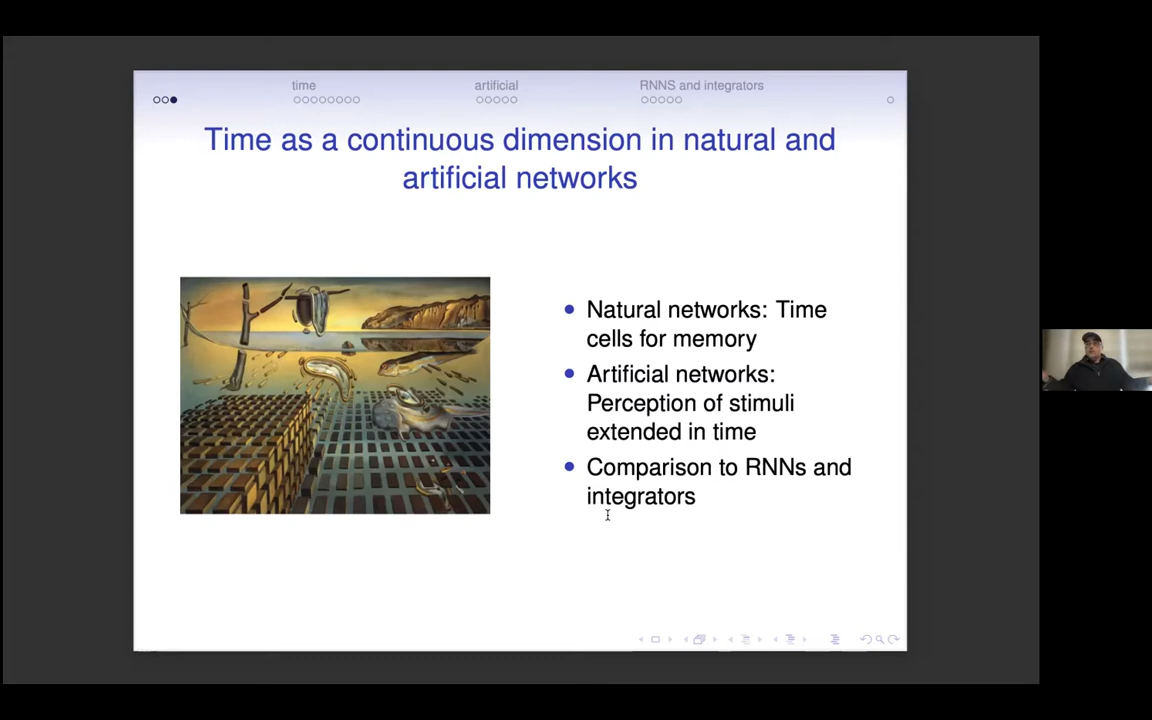 time artificial RNNS and integrators
Time as a continuous dimension in natural and
artificial networks
Natural networks: Time
cells for memory
Artificial networks:
Perception of stimuli
extended in time
Comparison to RNNs and
integrators